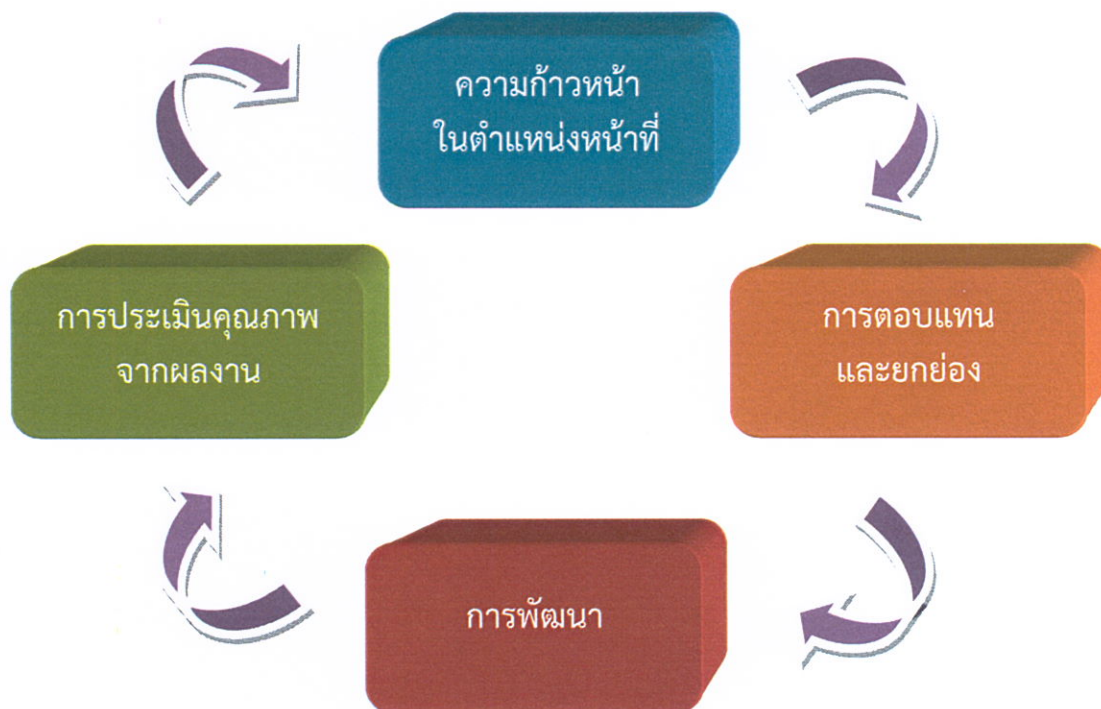 ความก้าวหน้า
ในตำแหน่งหน้าที่
การประเมินคุณภาพ
จากผลงาน
การตอบแทน
และยกย่อง
การพัฒนา